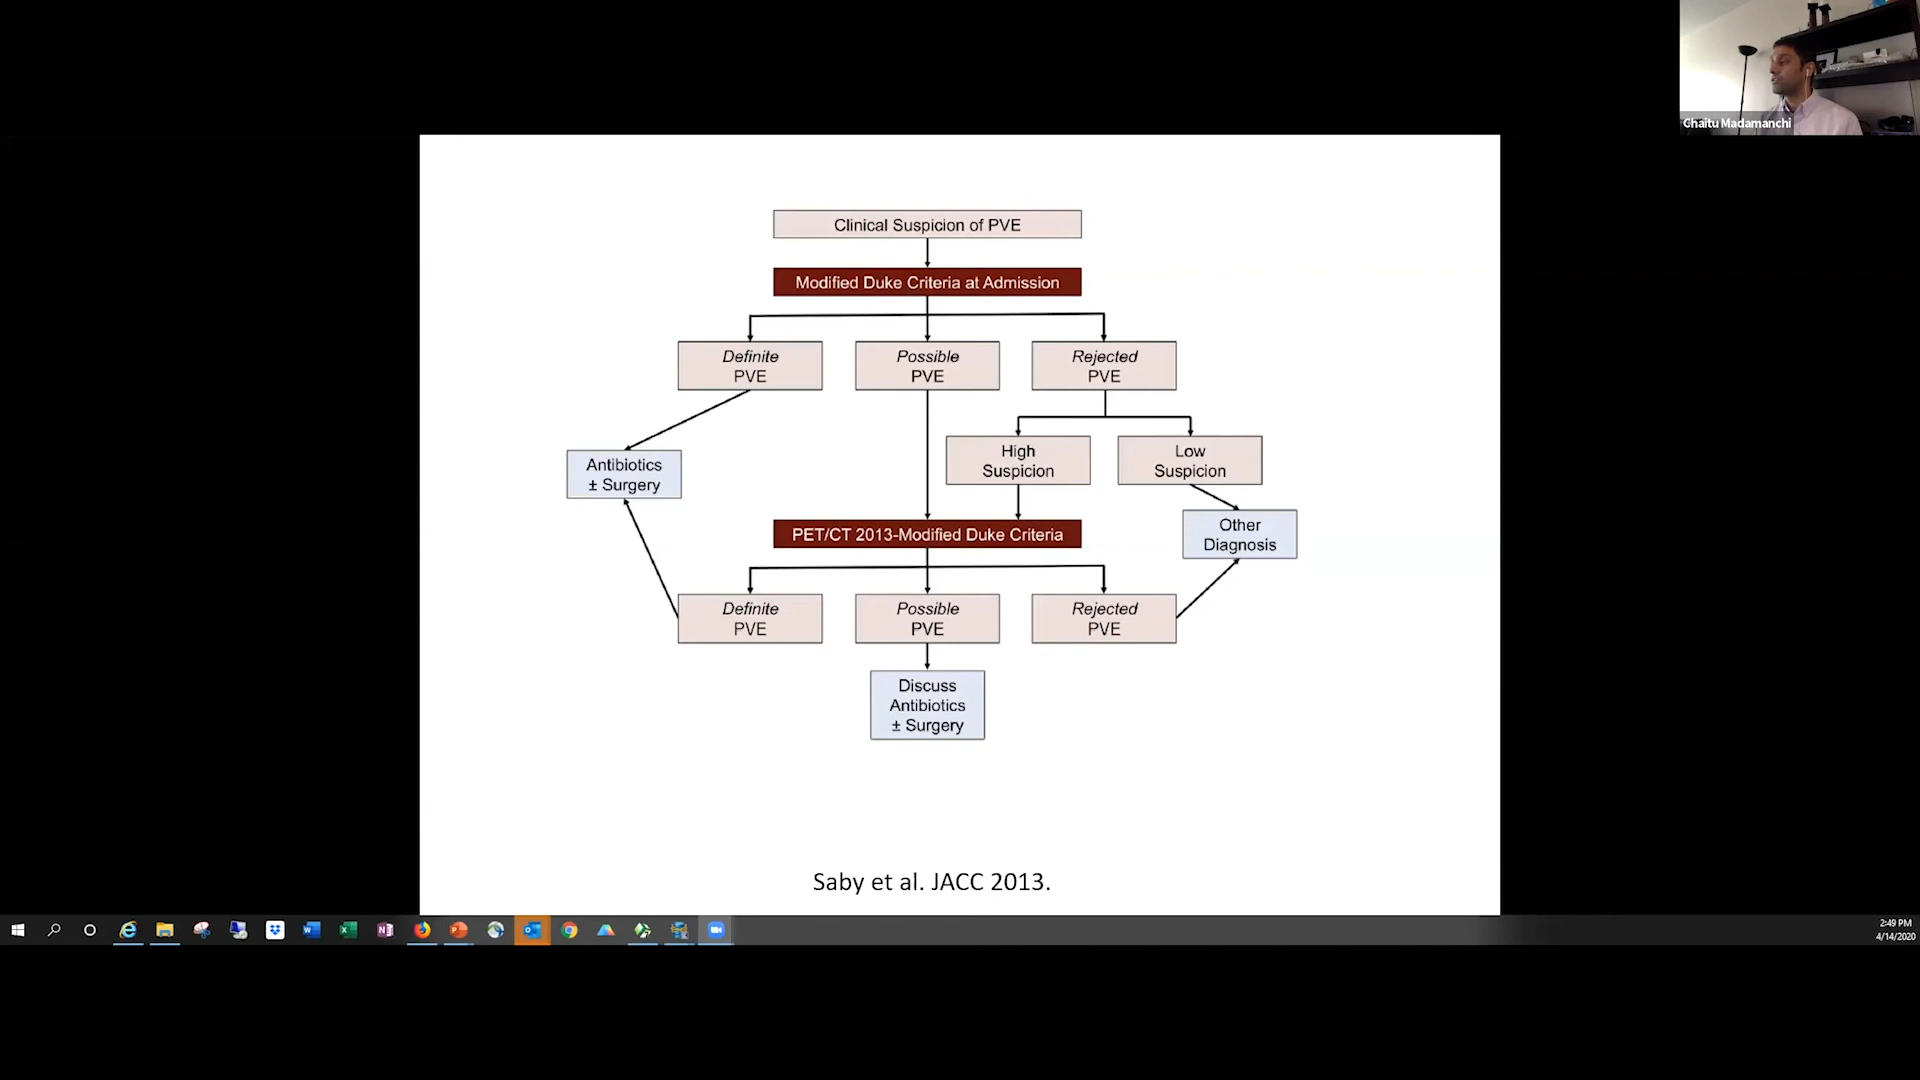 Chaitu Madamanchi
Clinical Suspicion of PVE
Modified Duke Criteria at Admission
Definite
PVE
Possible
PVE
Rejected
PVE
High
Suspicion
Low
Suspicion
Antibiotics
± Surgery
PET/CT 2013-Modified Duke Criteria
Other
Diagnosis
Definite
PVE
Possible
PVE
Rejected
PVE
Discuss
Antibiotics
± Surgery
Saby et al. JACC 2013.
2:49 PM
4/14/2020